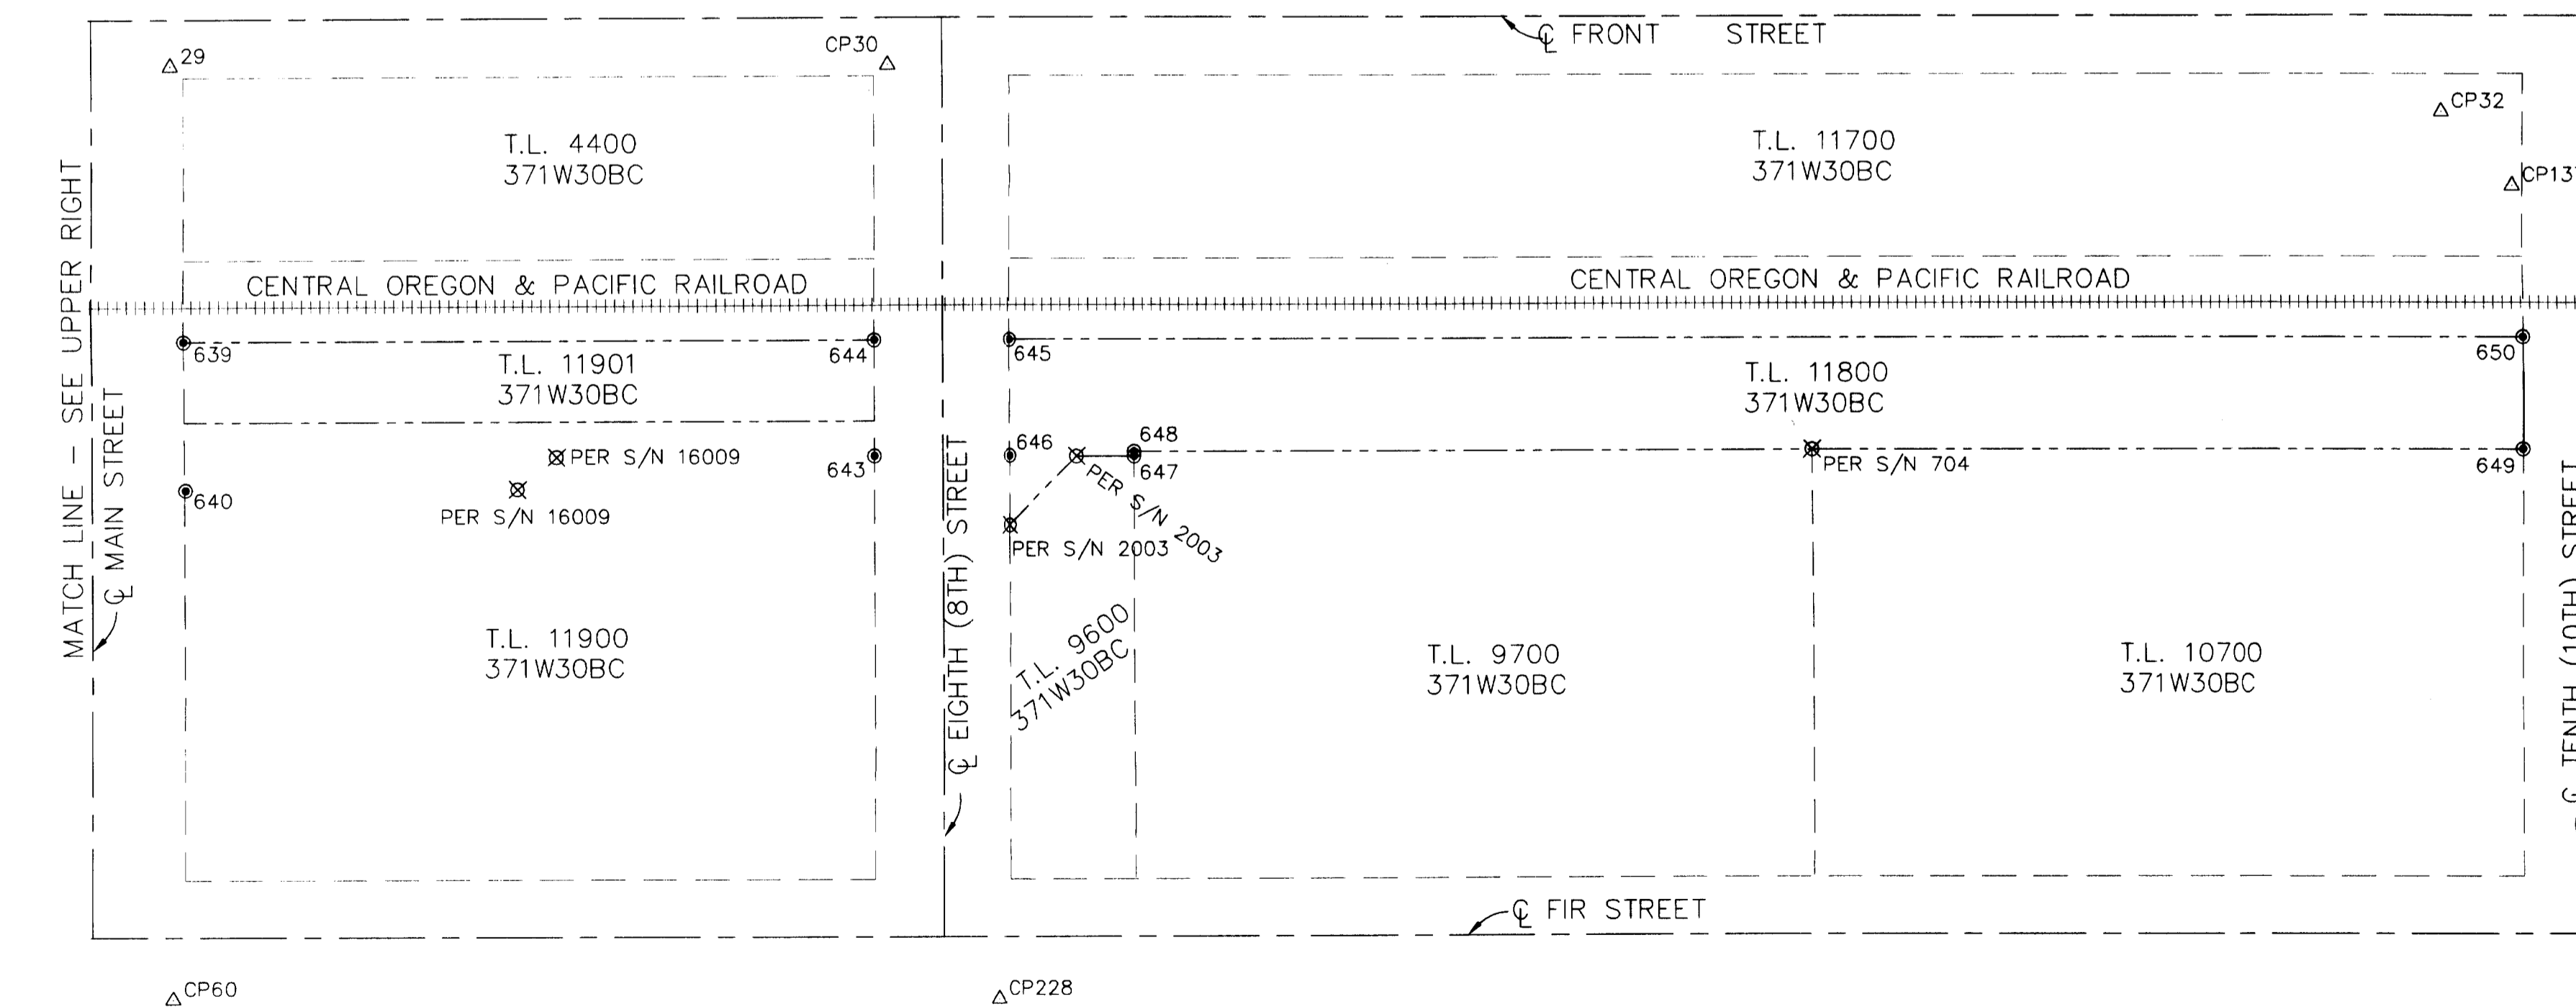 ℄ FRONT STREET
29
CP30
CP32
T.L. 4400
371W30BC
T.L. 11700
371W30BC
MATCH LINE – SEE UPPER RIGHT
CENTRAL OREGON & PACIFIC RAILROAD
CENTRAL OREGON & PACIFIC RAILROAD
639
T.L. 11901
371W30BC
644
645
T.L. 11800
371W30BC
650
℄ MAIN STREET
640
PER S/N 16009
PER S/N 16009
643
℄ EIGHTH (8TH) STREET
646
648
647
PER S/N 2003
PER S/N 2003
PER S/N 704
649
T.L. 11900
371W30BC
T.L. 9600
371W30BC
T.L. 9700
371W30BC
T.L. 10700
371W30BC
TENTH (10TH) STREET
℄ FIR STREET
CP60
CP228